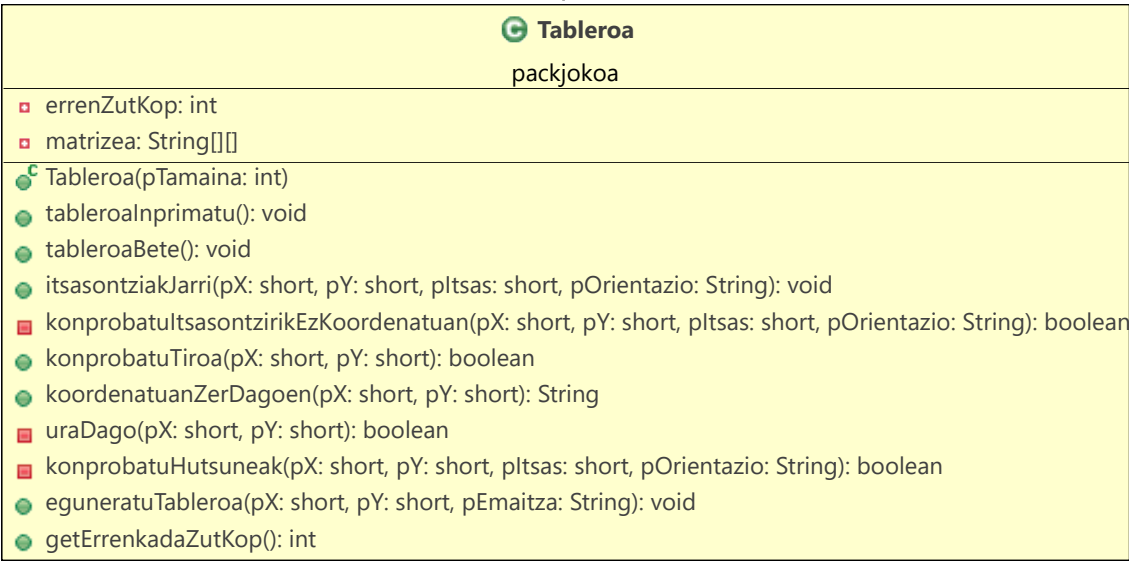 C Tableroa
packjokoa
errenZutKop: int
matrizea: String[][]
C Tableroa(pTamaina: int)
tableroaInprimatu(): void
tableroaBete(): void
itsasontziakJarri(pX: short, pY: short, pItsas: short, pOrientazio: String): void
konprobatuItsasontzirikEzKoordenatuan(pX: short, pY: short, pItsas: short, pOrientazio: String): boolean
konprobatuTiroa(pX: short, pY: short): boolean
koordenatuanZerDagoen(pX: short, pY: short): String
uraDago(pX: short, pY: short): boolean
konprobatuHutsuneak(pX: short, pY: short, pItsas: short, pOrientazio: String): boolean
eguneratuTableroa(pX: short, pY: short, pEmaitza: String): void
getErrenkadaZutKop(): int